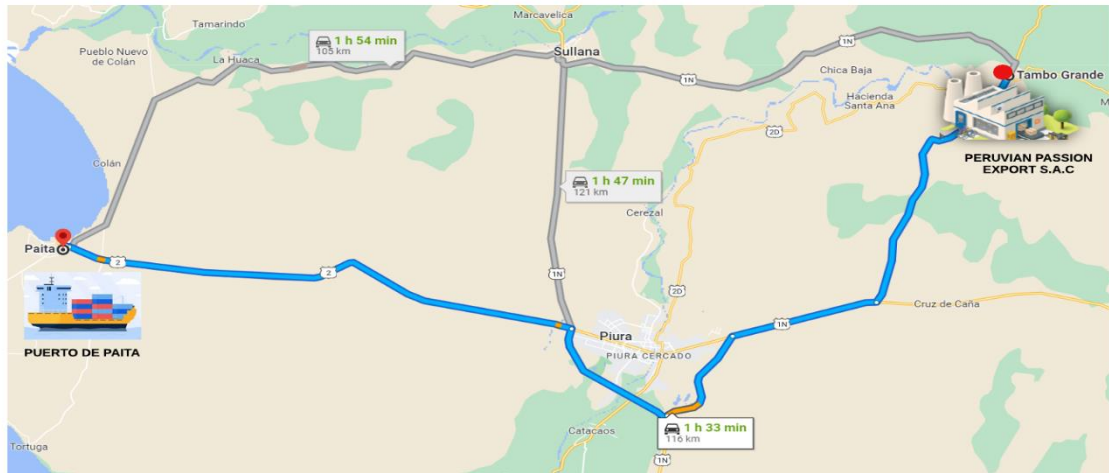 Marcavelica
Tamarindo
1 h 54 min
105 km
Pueblo Nuevo
de Colán
La Huaca
Sullana
1N
1N
Chica Baja
Tambo Grande
Hacienda
Santa Ana
2D
M
PERUVIAN PASSION
EXPORT S.A.C
Colán
1 h 47 min
121 km
Cerezal
Paita
2
2
1N
2D
Cruz de Caña
1N
PUERTO DE PAITA
Piura
PIURA CERCADO
1 h 33 min
116 km
Catacaos
Tortuga
1N